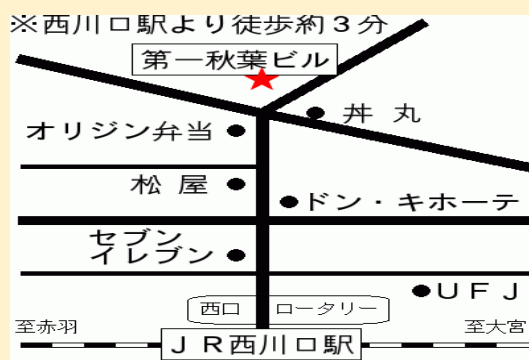 ※西川口駅より徒歩約３分
第一秋葉ビル
丼 丸
オリジン弁当
松 屋
ドン・キホーテ
セブン
イレブン
ＵＦＪ
西口 ロータリー
至赤羽 至大宮
ＪＲ西川口駅